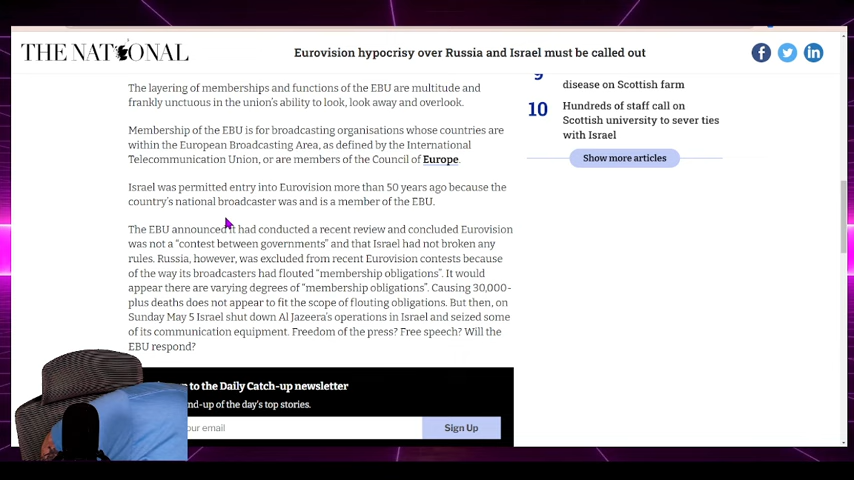 THE NATIONAL
Eurovision hypocrisy over Russia and Israel must be called out
The layering of memberships and functions of the EBU are multitude and
frankly unctuous in the union's ability to look, look away and overlook.
Membership of the EBU is for broadcasting organisations whose countries are
within the European Broadcasting Area, as defined by the International
Telecommunication Union, or are members of the Council of Europe.
Israel was permitted entry into Eurovision more than 50 years ago because the
country's national broadcaster was and is a member of the EBU.
The EBU announced it had conducted a recent review and concluded Eurovision
was not a “contest between governments” and that Israel had not broken any
rules. Russia, however, was excluded from recent Eurovision contests because
of the way its broadcasters had flouted “membership obligations”. It would
appear there are varying degrees of “membership obligations”. Causing 30,000-
plus deaths does not appear to fit the scope of flouting obligations. But then, on
Sunday May 5 Israel shut down Al Jazeera's operations in Israel and seized some
of its communication equipment. Freedom of the press? Free speech? Will the
EBU respond?
to the Daily Catch-up newsletter
of the day's top stories.
email
Sign Up
9
disease on Scottish farm
10
Hundreds of staff call on
Scottish university to sever ties
with Israel
Show more articles